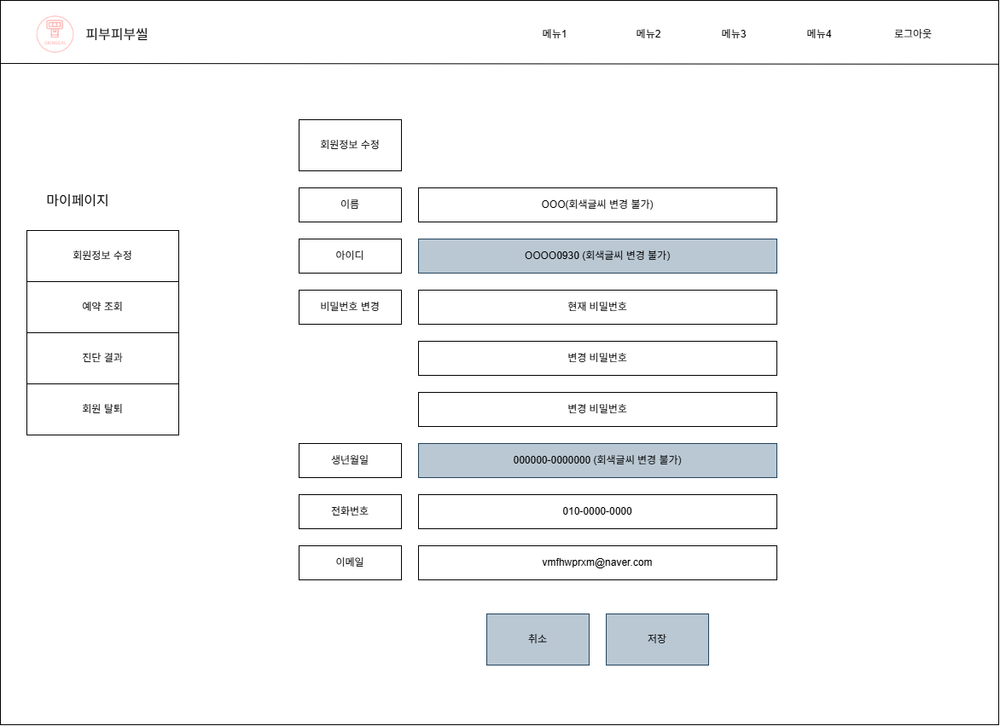 피부피부씰
메뉴1
메뉴2
메뉴3
메뉴4
로그아웃
마이페이지
회원정보 수정
예약 조회
진단 결과
회원 탈퇴
회원정보 수정
이름
OOO(회색글씨 변경 불가)
아이디
OOOO0930 (회색글씨 변경 불가)
비밀번호 변경
현재 비밀번호
변경 비밀번호
변경 비밀번호
생년월일
000000-0000000 (회색글씨 변경 불가)
전화번호
010-0000-0000
이메일
vmfhwprxm@naver.com
취소
저장